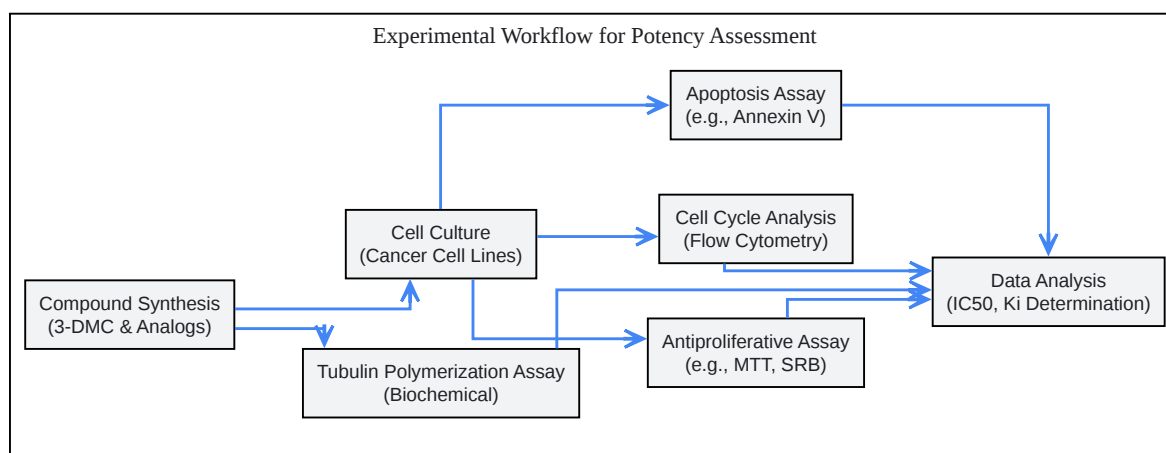 Experimental Workflow for Potency Assessment
Apoptosis Assay
(e.g., Annexin V)
Cell Culture
(Cancer Cell Lines)
Cell Cycle Analysis
(Flow Cytometry)
Data Analysis
(IC50, Ki Determination)
Compound Synthesis
(3-DMC & Analogs)
Antiproliferative Assay
(e.g., MTT, SRB)
Tubulin Polymerization Assay
(Biochemical)